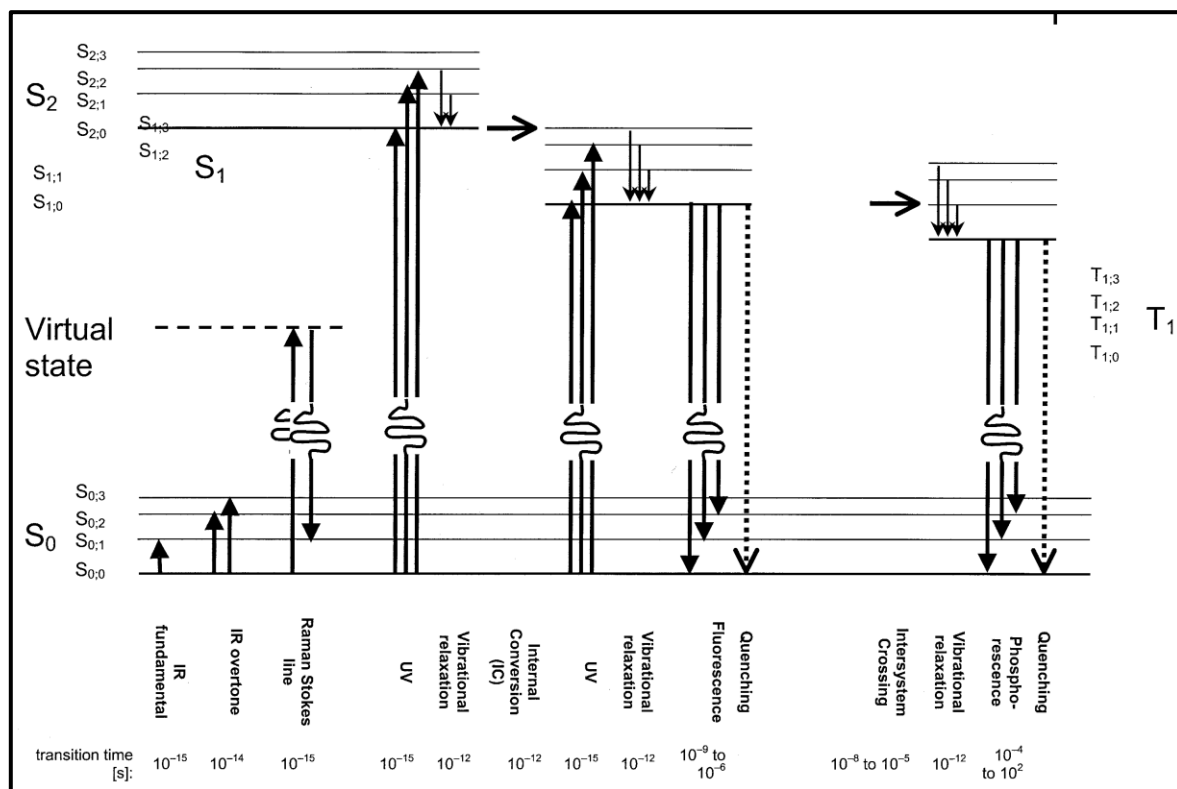 S2;3
S2;2
S2
S2;1
S2;0
S1;3
S1;2
S1
S1;1
S1;0
Virtual
state
T1;3
T1;2
T1;1
T1
T1;0
S0;3
S0;2
S0
S0;1
S0;0
IR
fundamental
IR overtone
Raman Stokes
line
UV
Vibrational
relaxation
Internal
Conversion
(IC)
UV
Vibrational
relaxation
Fluorescence
Quenching
Intersystem
Crossing
Vibrational
relaxation
Phospho-
rescence
Quenching
transition time
[s]:
10⁻¹⁵
10⁻¹⁴
10⁻¹⁵
10⁻¹⁵
10⁻¹²
10⁻¹²
10⁻¹⁵
10⁻¹²
10⁻⁹ to
10⁻⁶
10⁻⁸ to 10⁻⁵
10⁻¹²
10⁻⁴
to 10²